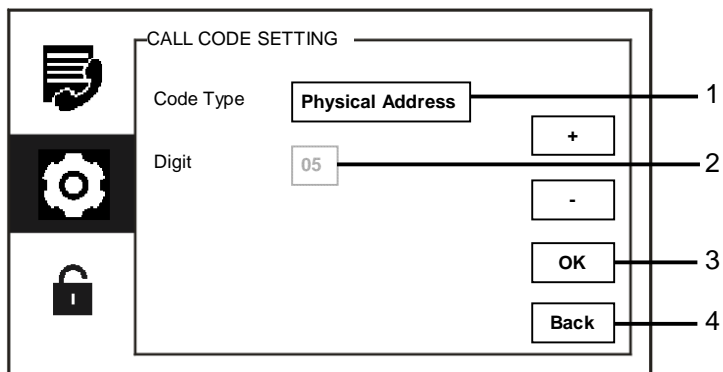 CALL CODE SETTING
Code Type Physical Address 1
+
Digit 05 2
-
OK 3
Back 4